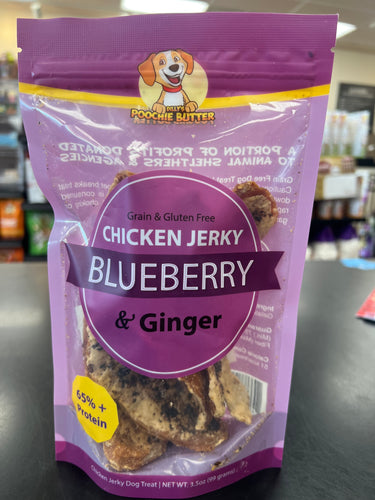 DILLY'S
POOCHIE BUTTER
A PORTION OF PROFITS DONATED
TO ANIMAL SHELTHERS & AGENCIES
Grain & Gluten Free
CHICKEN JERKY
BLUEBERRY
& Ginger
65% +
Protein
Chicken Jerky Dog Treat | NET WT. 3.5oz (99 grams)